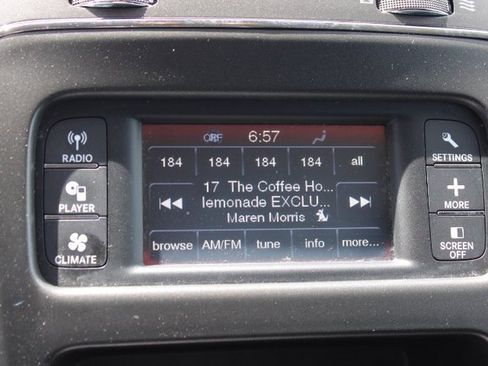 OFF 6:57
RADIO
184 184 184 184 all
SETTINGS
17 The Coffee Ho...
lemonade EXCLU...
Maren Morris
PLAYER
MORE
browse AM/FM tune info more...
CLIMATE
SCREEN
OFF